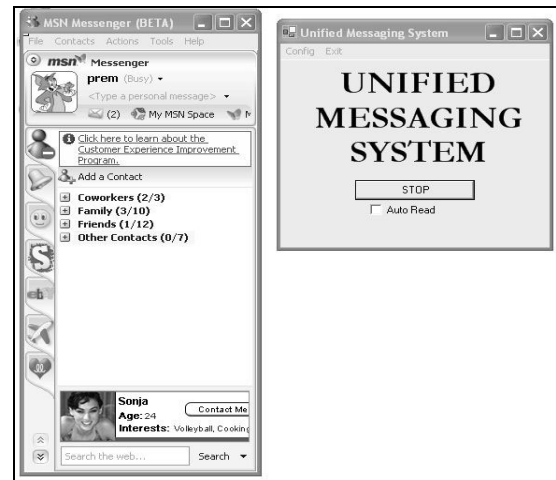 MSN Messenger (BETA)
File Contacts Actions Tools Help
msn Messenger
prem (Busy)
<Type a personal message>
(2) My MSN Space M
Click here to learn about the
Customer Experience Improvement
Program.
Add a Contact
Coworkers (2/3)
Family (3/10)
Friends (1/12)
Other Contacts (0/7)
eb
Sonja
Age: 24 Contact Me
Interests: Volleyball, Cooking
Search the web... Search
Unified Messaging System
Config Exit
UNIFIED
MESSAGING
SYSTEM
STOP
Auto Read